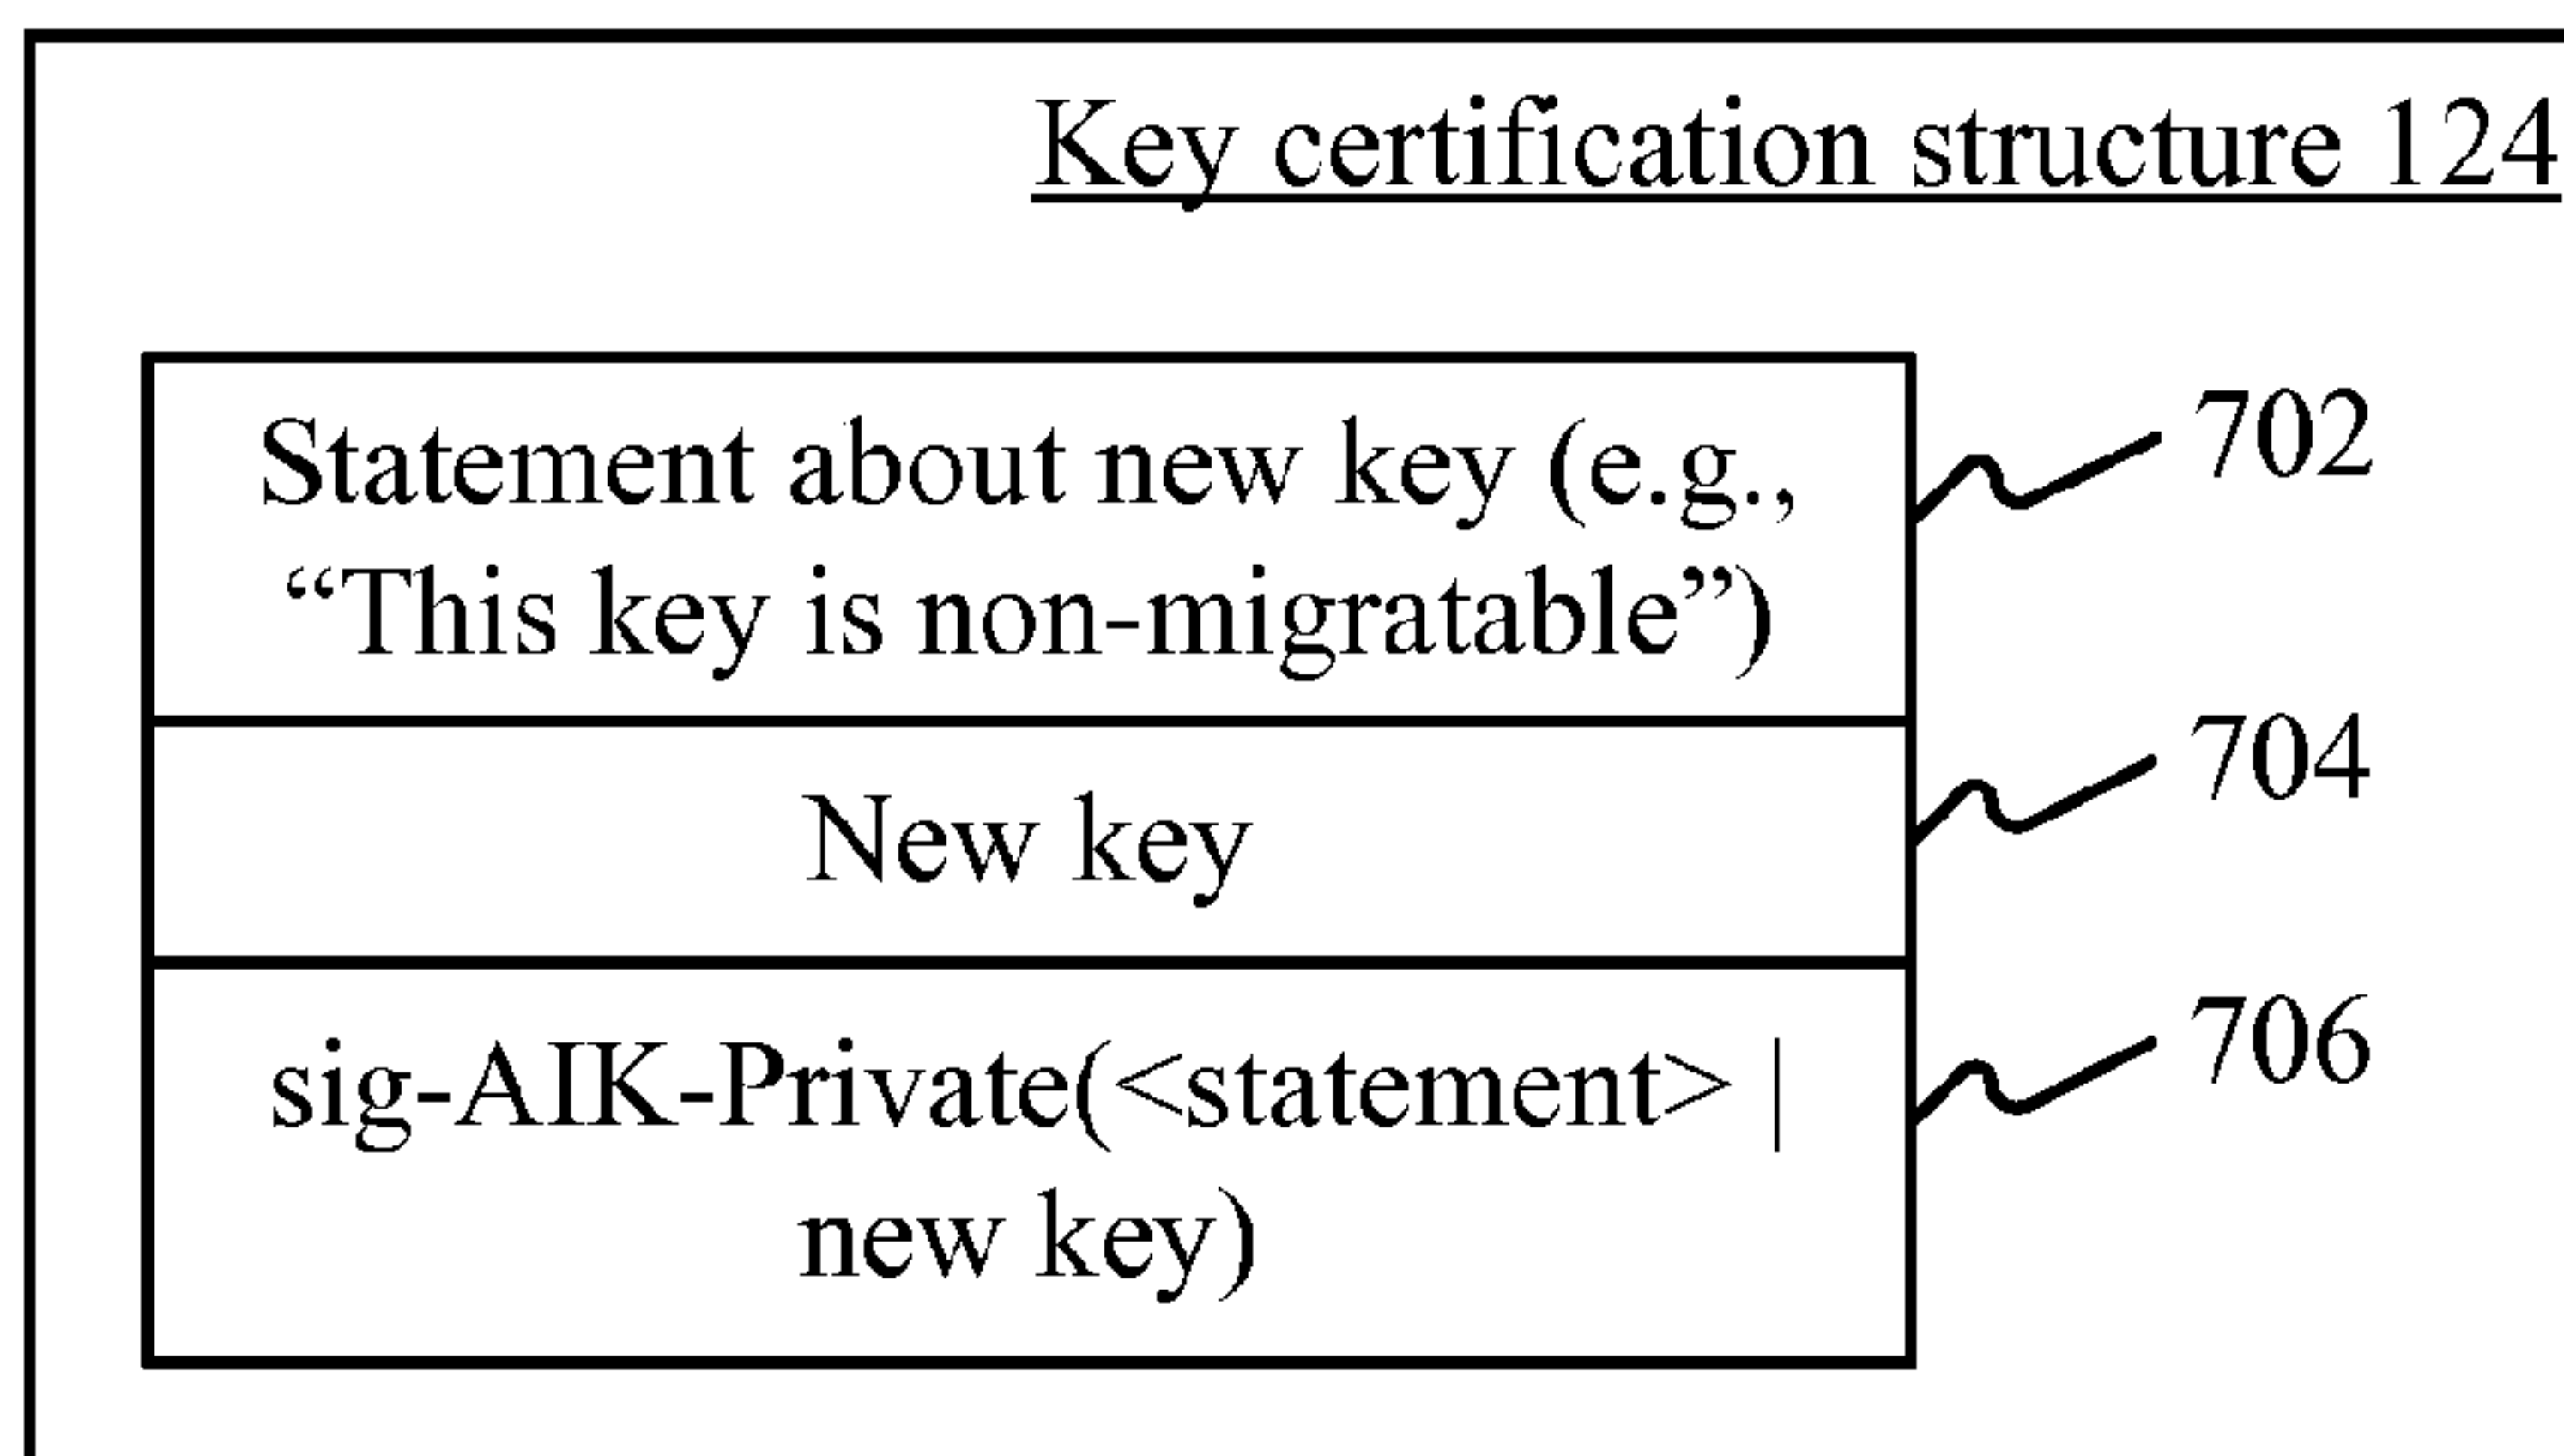 Key certification structure 124
Statement about new key (e.g.,
“This key is non-migratable”)
702
New key
704
sig-AIK-Private(<statement> |
new key)
706